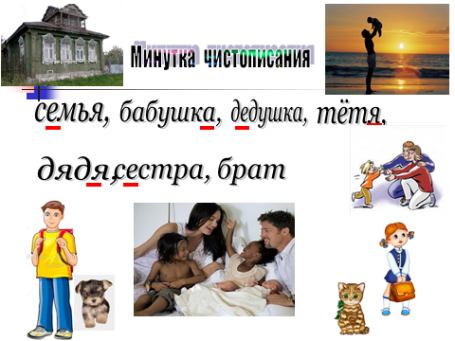 Минутка чистописания
семья, бабушка, дедушка, тётя,
дядя,сестра, брат